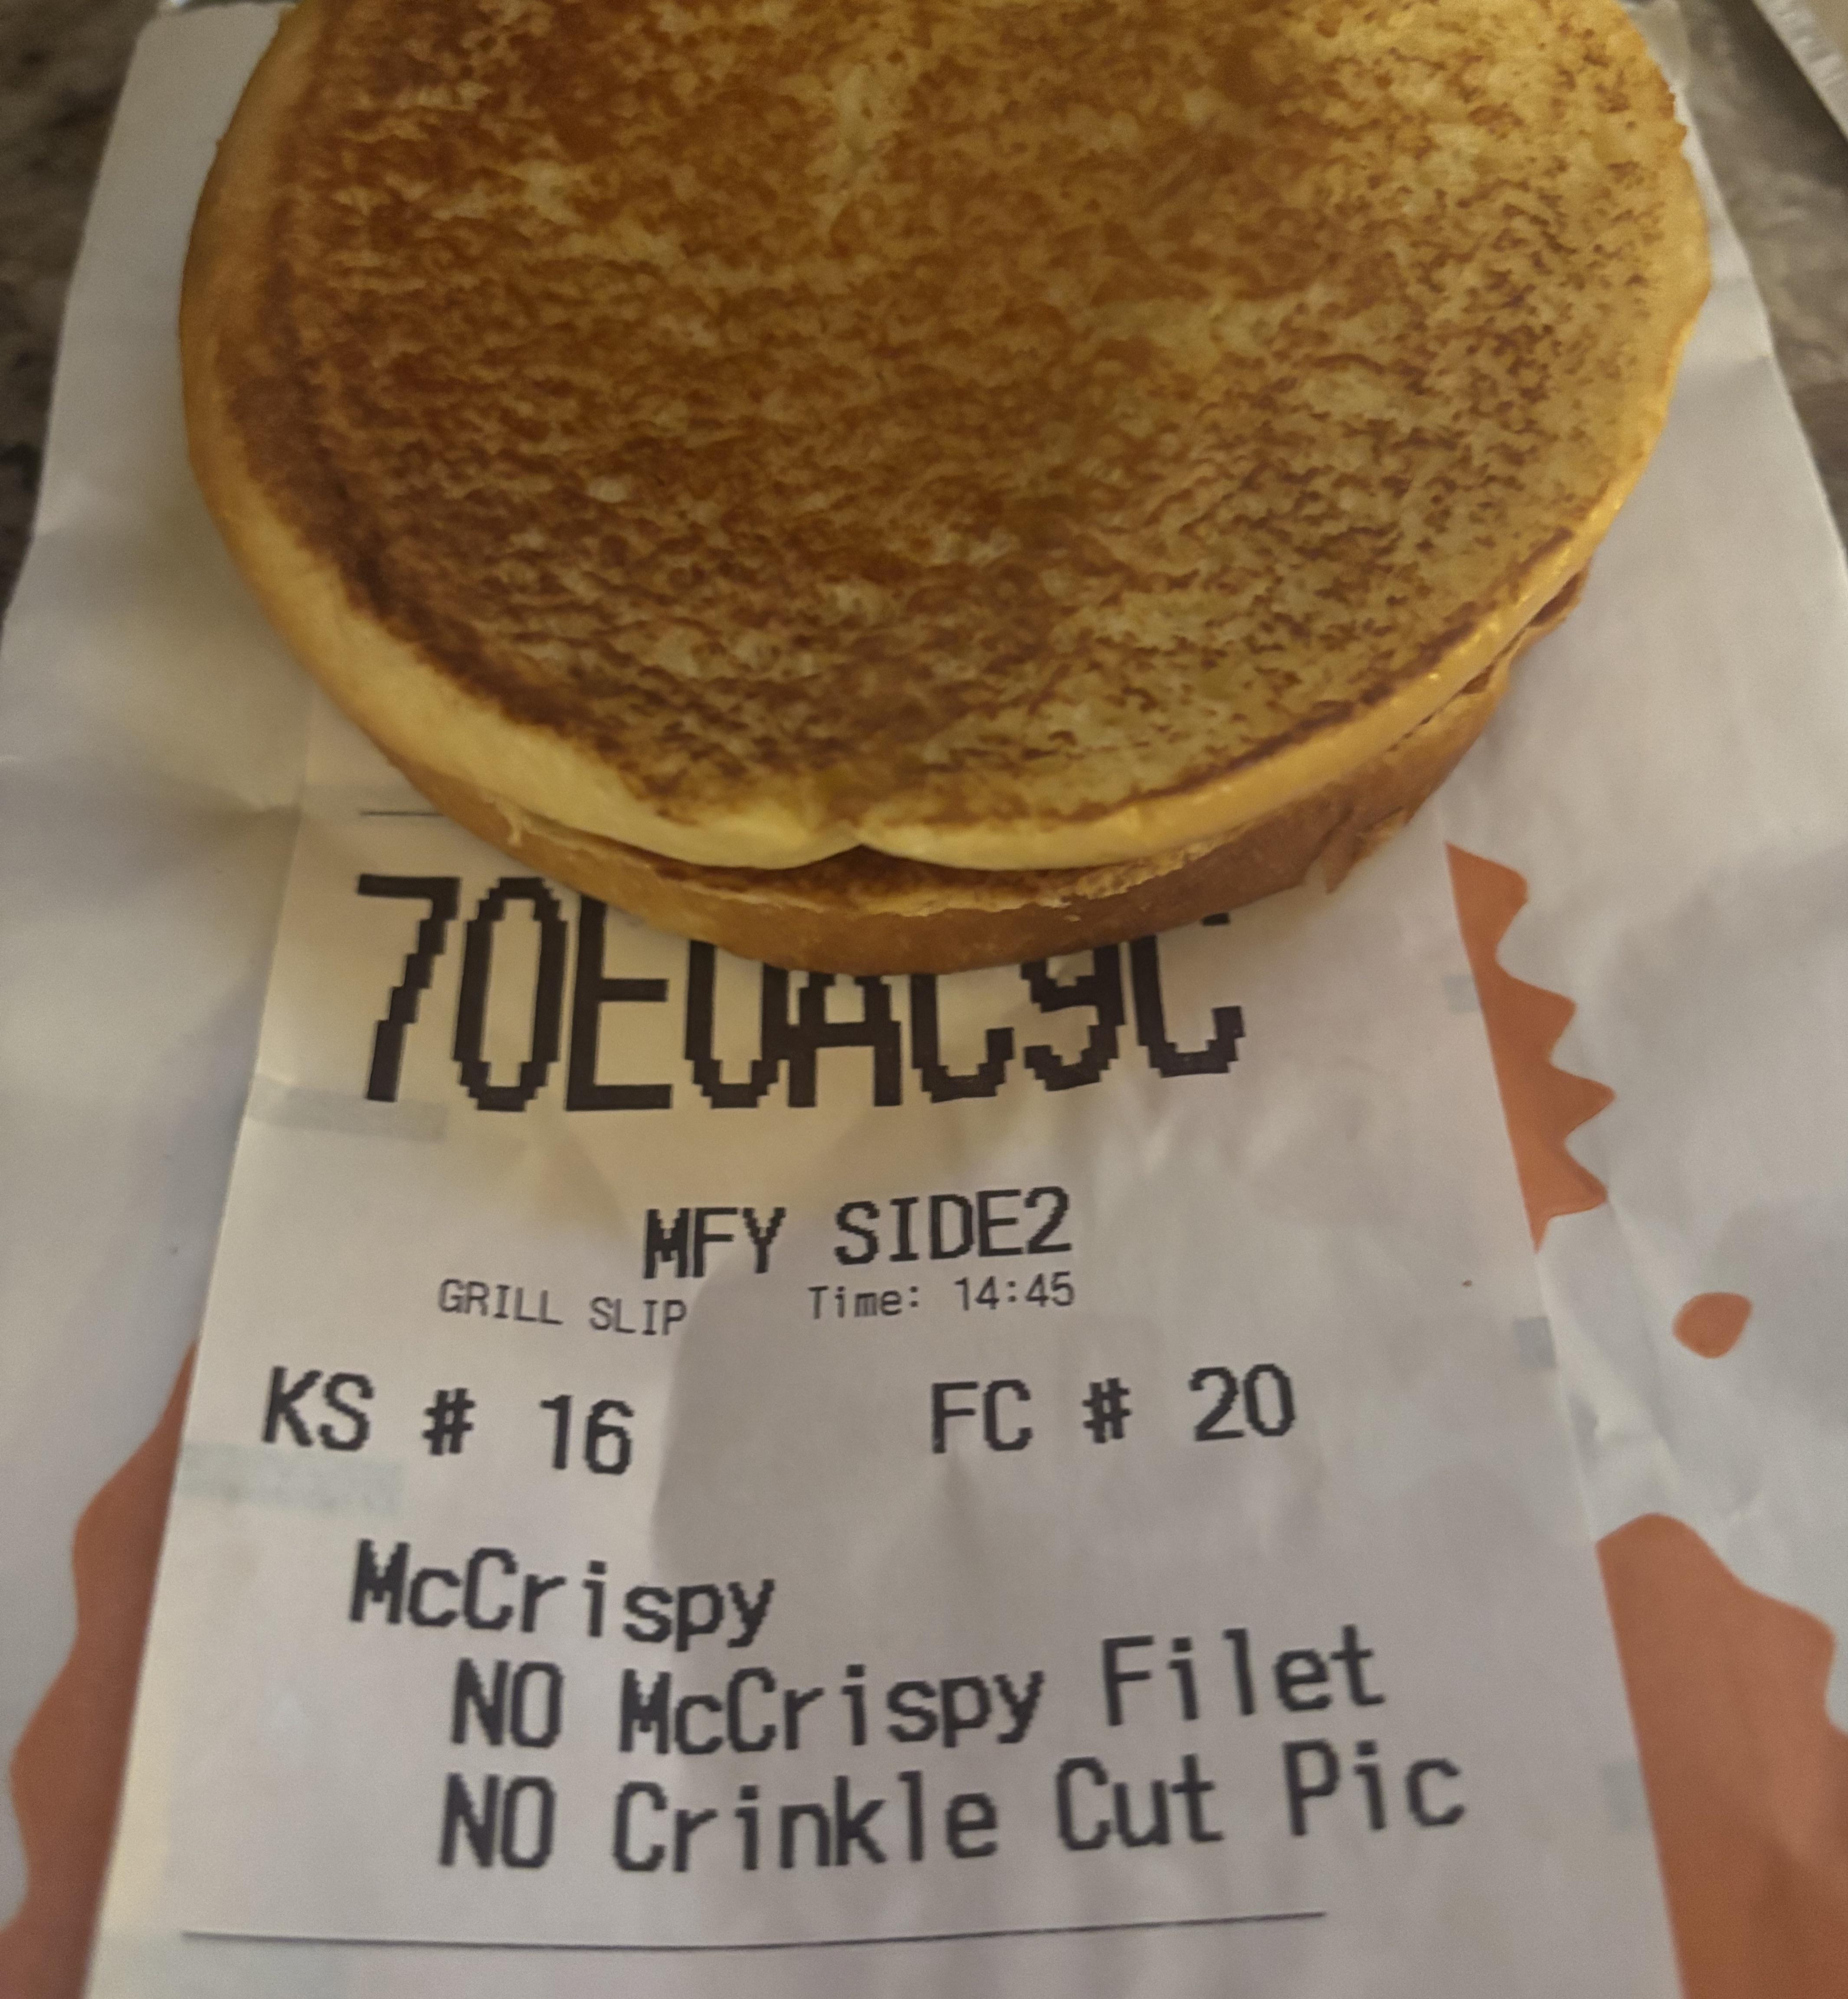 70E0AC9C
MFY SIDE2
GRILL SLIP Time: 14:45
KS # 16 FC # 20
McCrispy
NO McCrispy Filet
NO Crinkle Cut Pic